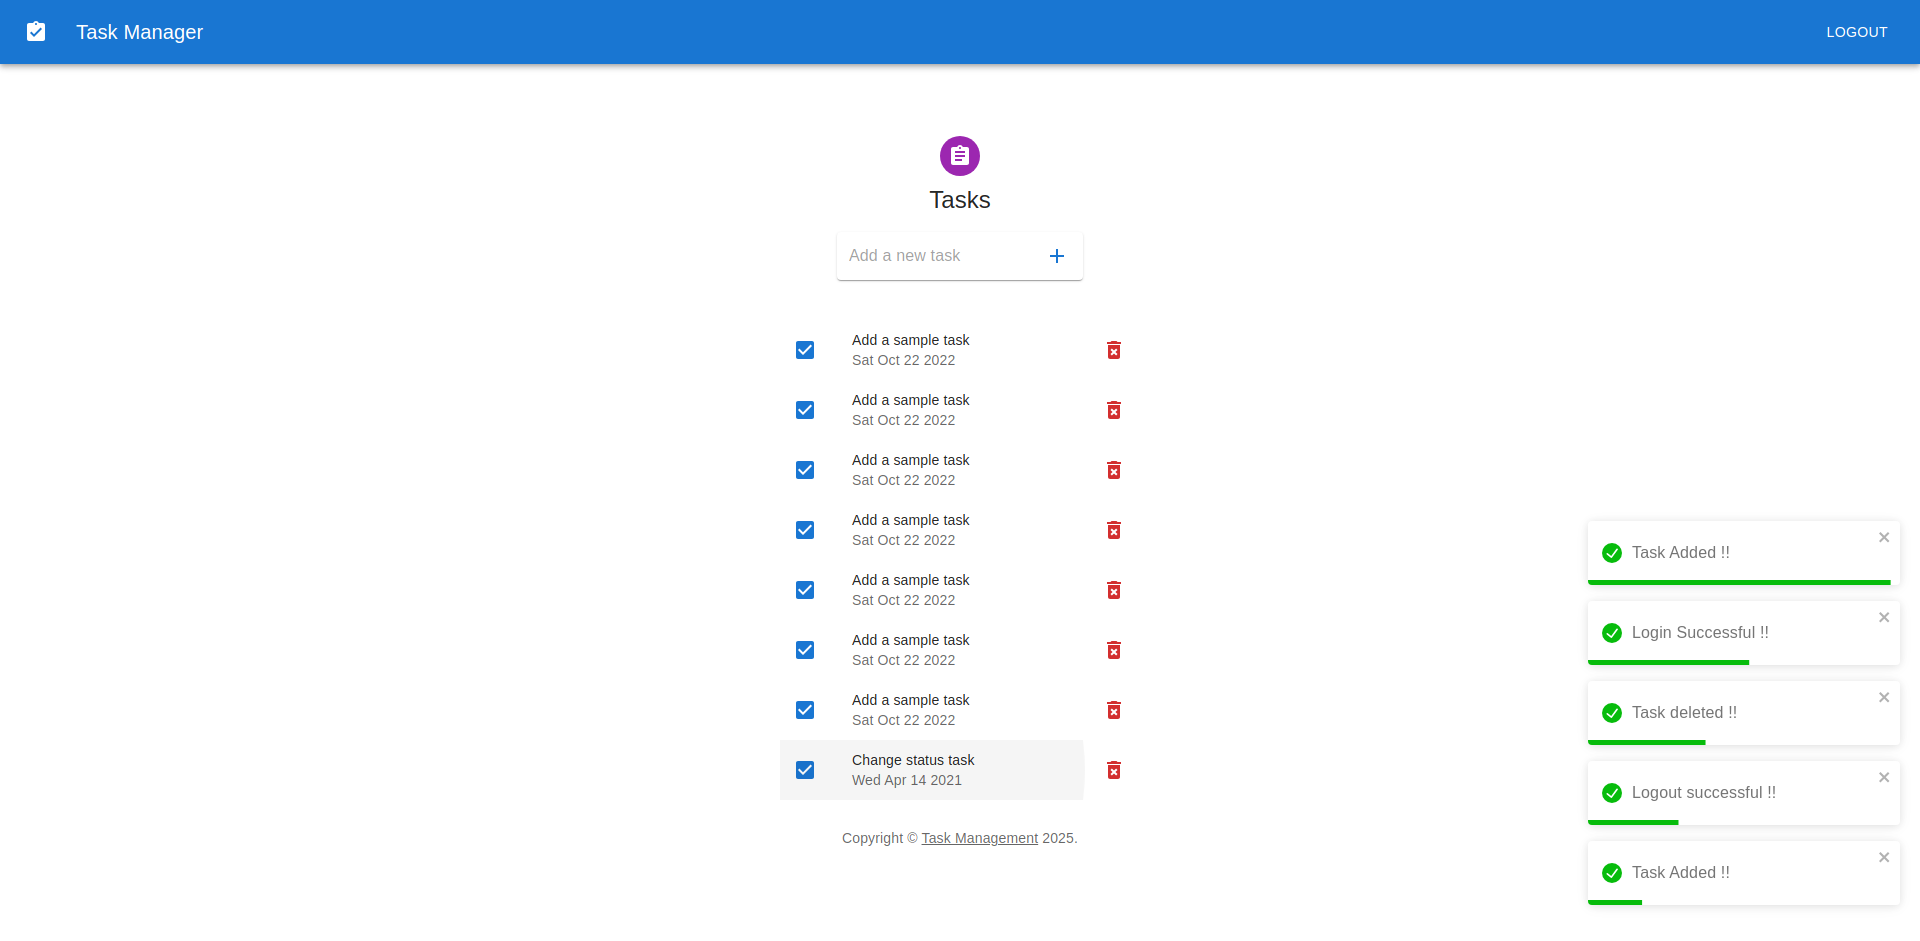 Task Manager
LOGOUT
Tasks
Add a new task
Add a sample task
Sat Oct 22 2022
Add a sample task
Sat Oct 22 2022
Add a sample task
Sat Oct 22 2022
Add a sample task
Sat Oct 22 2022
Add a sample task
Sat Oct 22 2022
Add a sample task
Sat Oct 22 2022
Add a sample task
Sat Oct 22 2022
Change status task
Wed Apr 14 2021
Copyright © Task Management 2025.
Task Added !!
Login Successful !!
Task deleted !!
Logout successful !!
Task Added !!